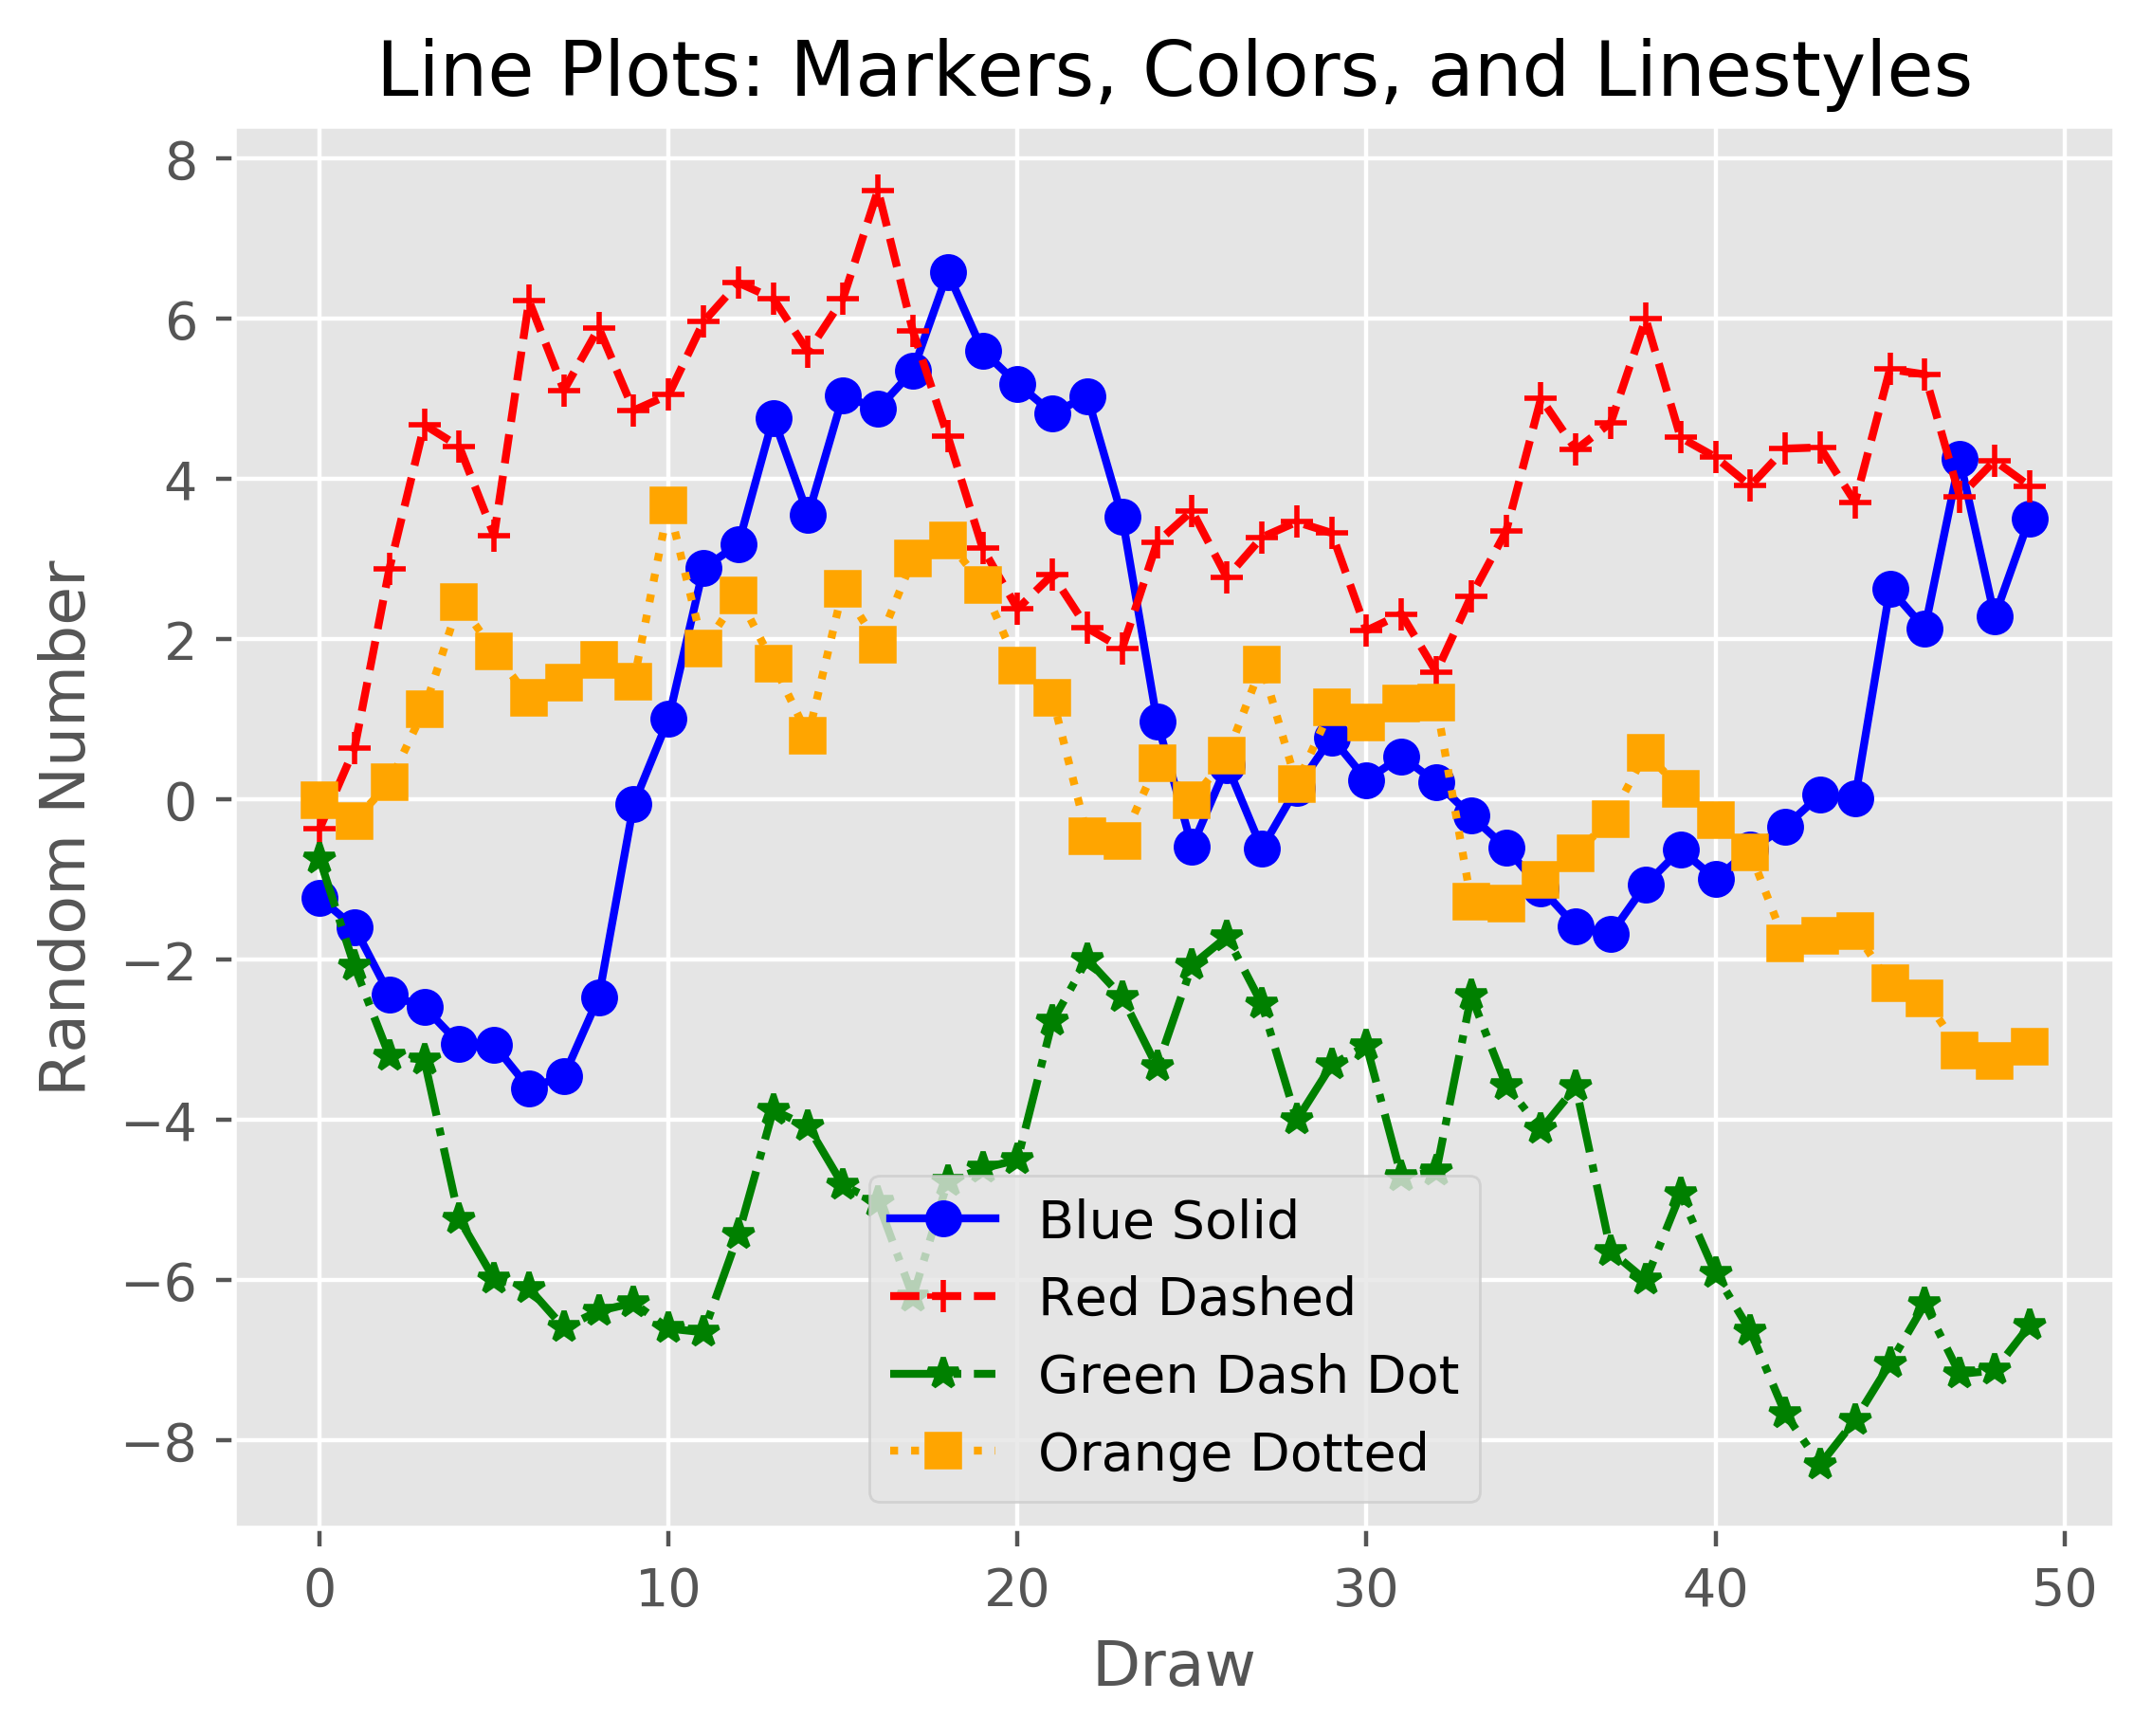 Line Plots: Markers, Colors, and Linestyles
Random Number
8
6
4
2
0
−2
−4
−6
−8
Blue Solid
Red Dashed
Green Dash Dot
Orange Dotted
0 10 20 30 40 50
Draw